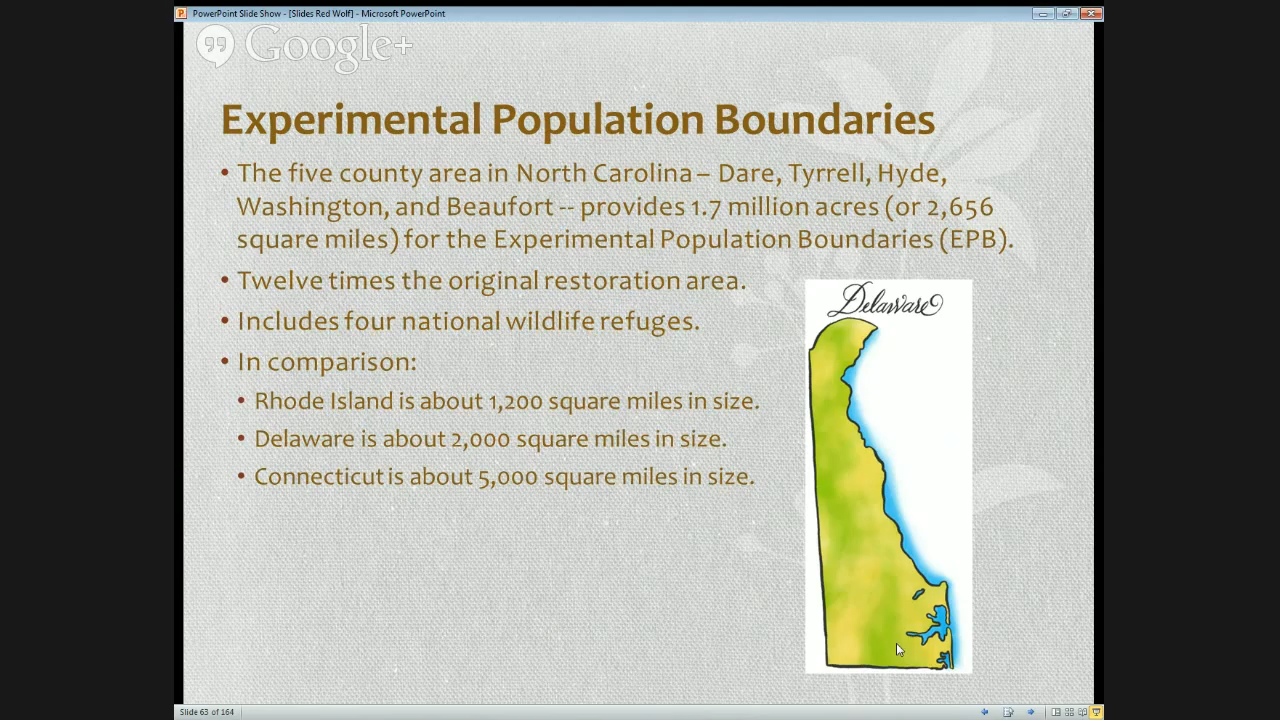 PowerPoint Slide Show - [Slides Red Wolf] - Microsoft PowerPoint
Google+
Experimental Population Boundaries
• The five county area in North Carolina – Dare, Tyrrell, Hyde,
Washington, and Beaufort -- provides 1.7 million acres (or 2,656
square miles) for the Experimental Population Boundaries (EPB).
• Twelve times the original restoration area.
• Includes four national wildlife refuges.
• In comparison:
• Rhode Island is about 1,200 square miles in size.
• Delaware is about 2,000 square miles in size.
• Connecticut is about 5,000 square miles in size.
Delaware
Slide 63 of 164